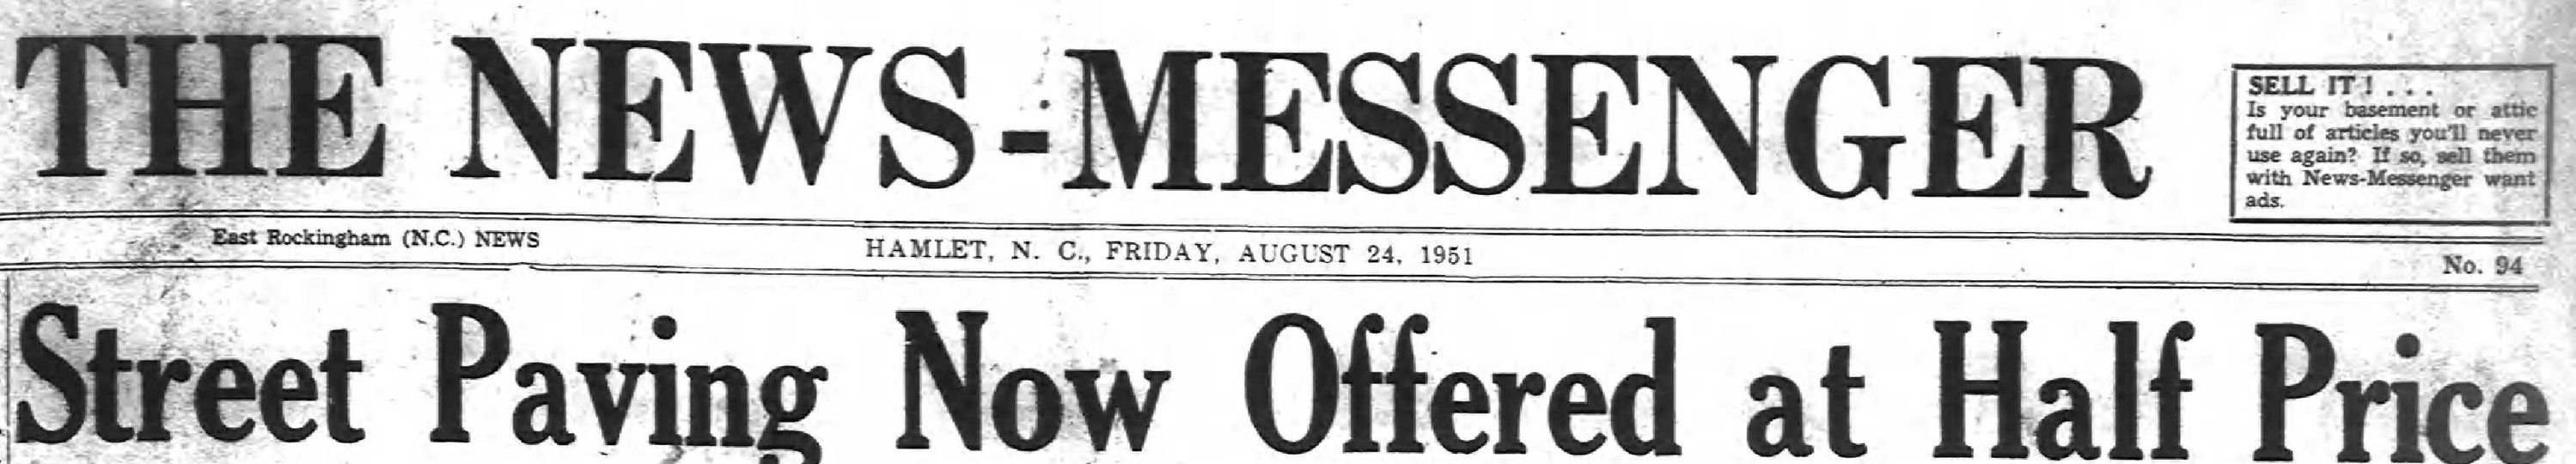 THE NEWS-MESSENGER
SELL IT! . . .
Is your basement or attic
full of articles you'll never
use again? If so, sell them
with News-Messenger want
ads.
East Rockingham (N.C.) NEWS
HAMLET, N. C., FRIDAY, AUGUST 24, 1951
No. 94
Street Paving Now Offered at Half Price